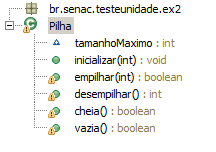 br.senac.testeunidade.ex2
Pilha
tamanhoMaximo : int
inicializar(int) : void
empilhar(int) : boolean
desempilhar() : int
cheia() : boolean
vazia() : boolean